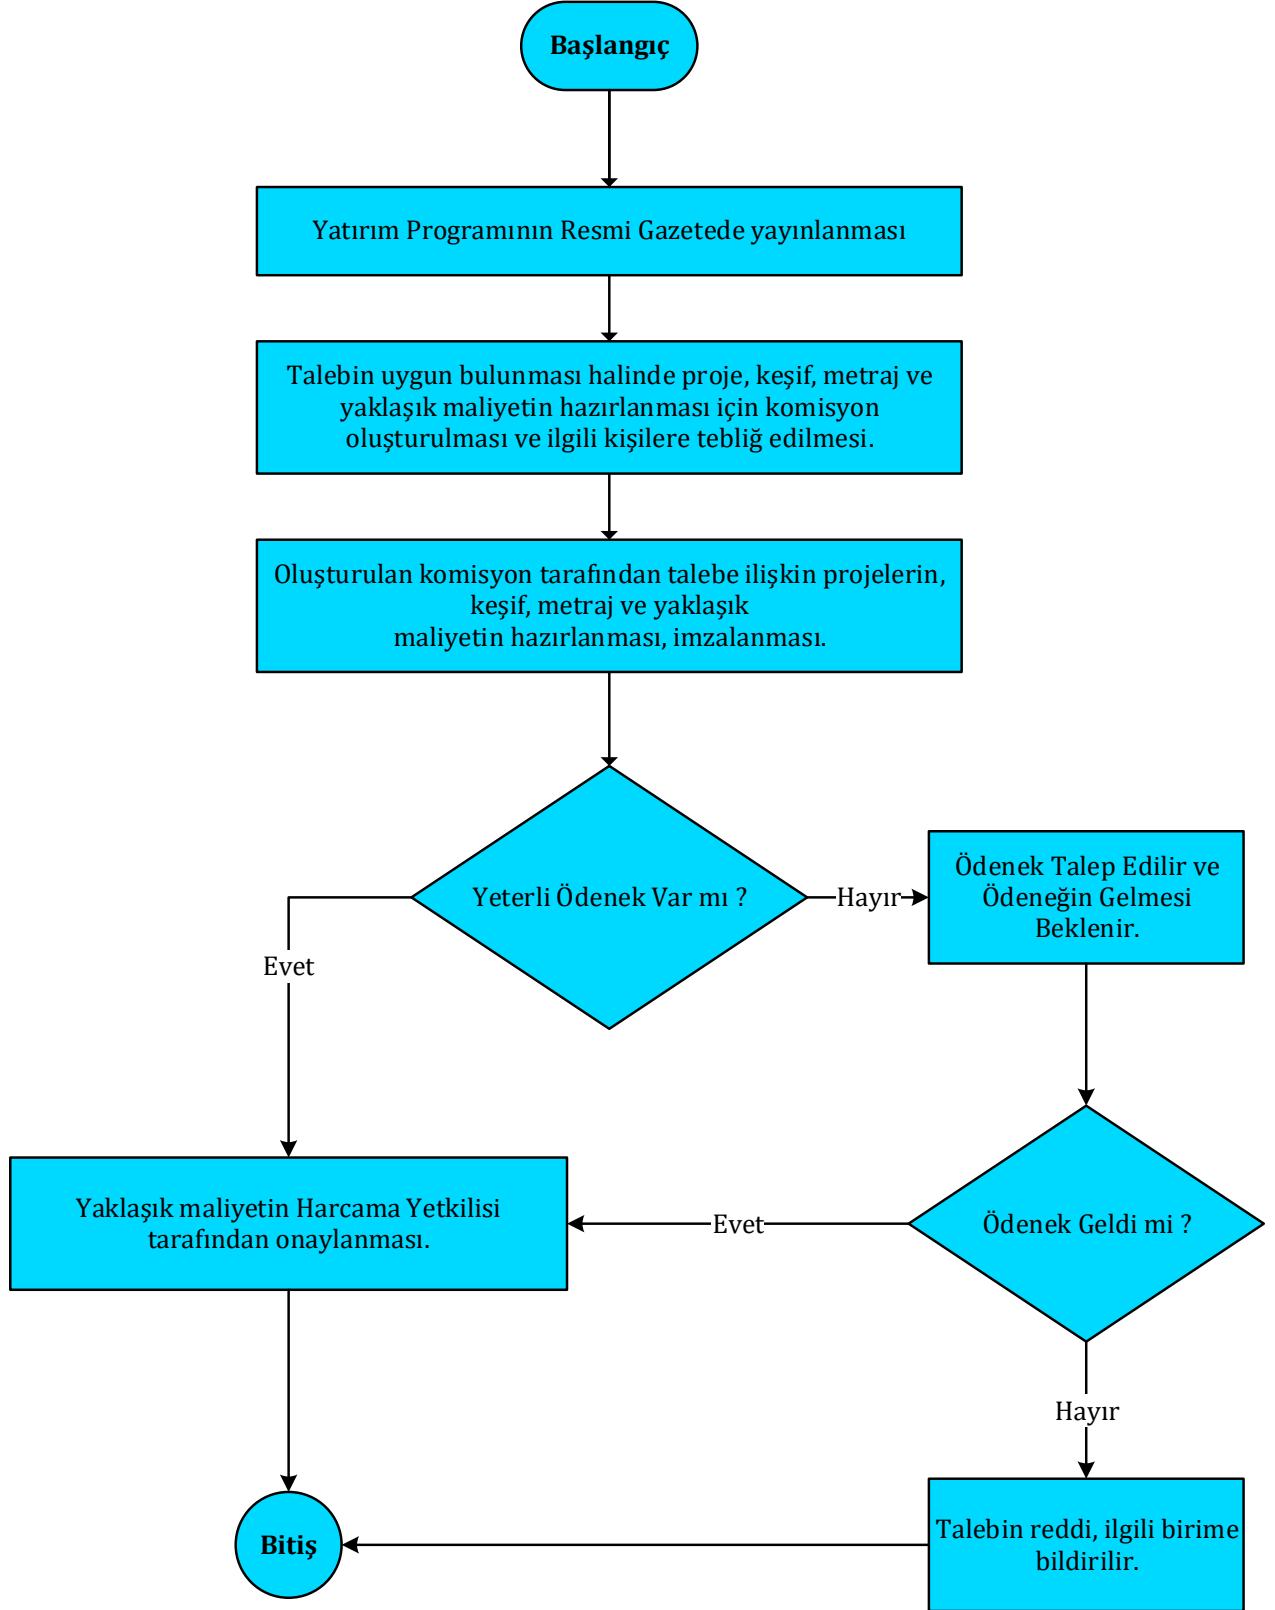 Başlangıç
Yatırım Programının Resmi Gazetede yayınlanması
Talebin uygun bulunması halinde proje, keşif, metraj ve
yaklaşık maliyetin hazırlanması için komisyon
oluşturulması ve ilgili kişilere tebliğ edilmesi.
Oluşturulan komisyon tarafından talebe ilişkin projelerin,
keşif, metraj ve yaklaşık
maliyetin hazırlanması, imzalanması.
Yeterli Ödenek Var mı ?
Hayır
Ödenek Talep Edilir ve
Ödeneğin Gelmesi
Beklenir.
Evet
Yaklaşık maliyetin Harcama Yetkilisi
tarafından onaylanması.
Evet
Ödenek Geldi mi ?
Hayır
Bitiş
Talebin reddi, ilgili birime
bildirilir.